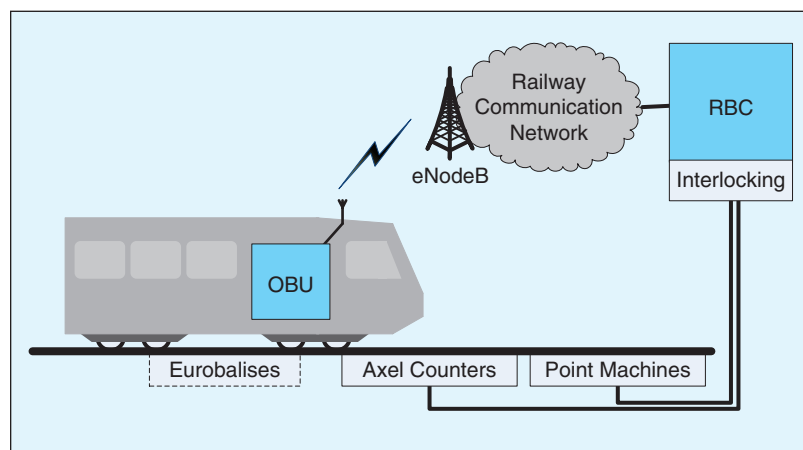 Railway
Communication
Network
RBC
eNodeB
Interlocking
OBU
Eurobalises
Axel Counters
Point Machines